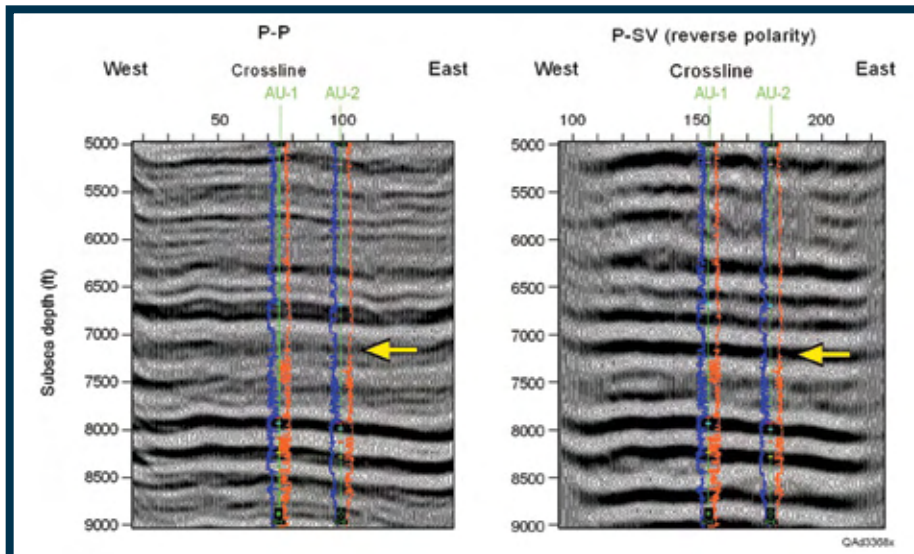 P-P
West
Crossline
East
AU-1
AU-2
50
100
Subsea depth (ft)
5000
5500
6000
6500
7000
7500
8000
8500
9000
P-SV (reverse polarity)
West
Crossline
East
AU-1
AU-2
100
150
200
5000
5500
6000
6500
7000
7500
8000
8500
9000
QAd3368x